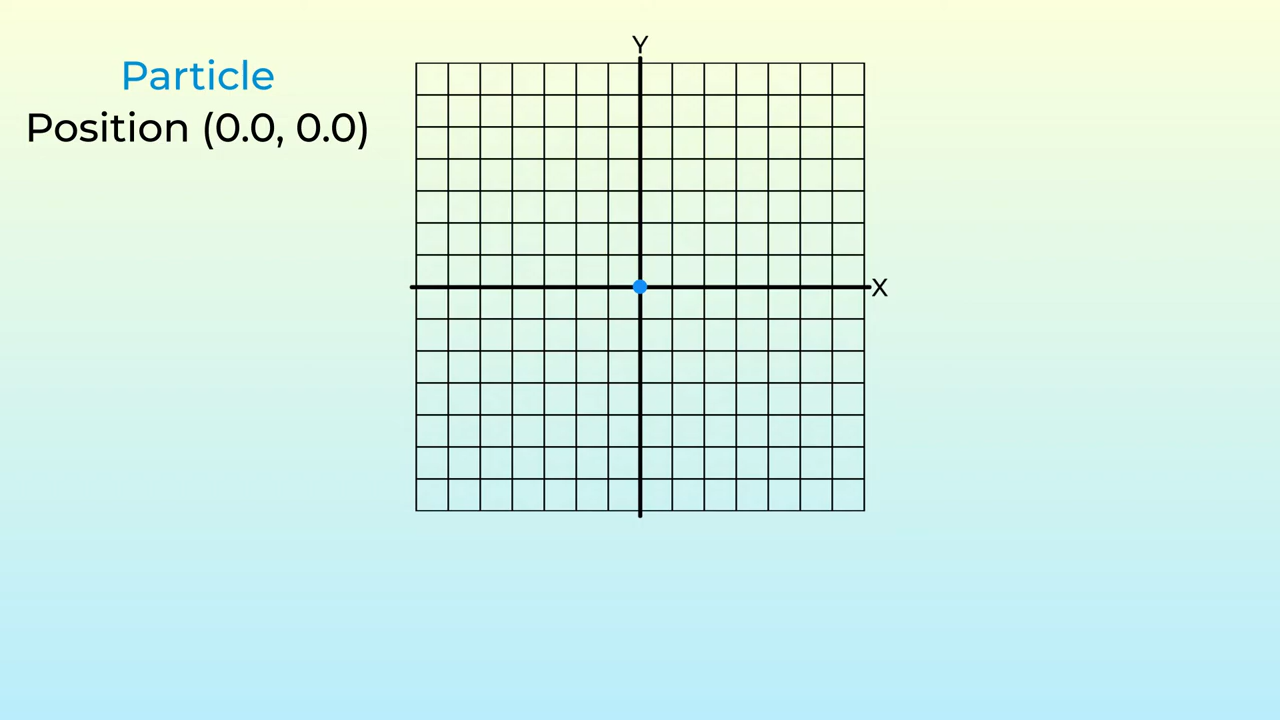 Particle
Position (0.0, 0.0)
Y
X